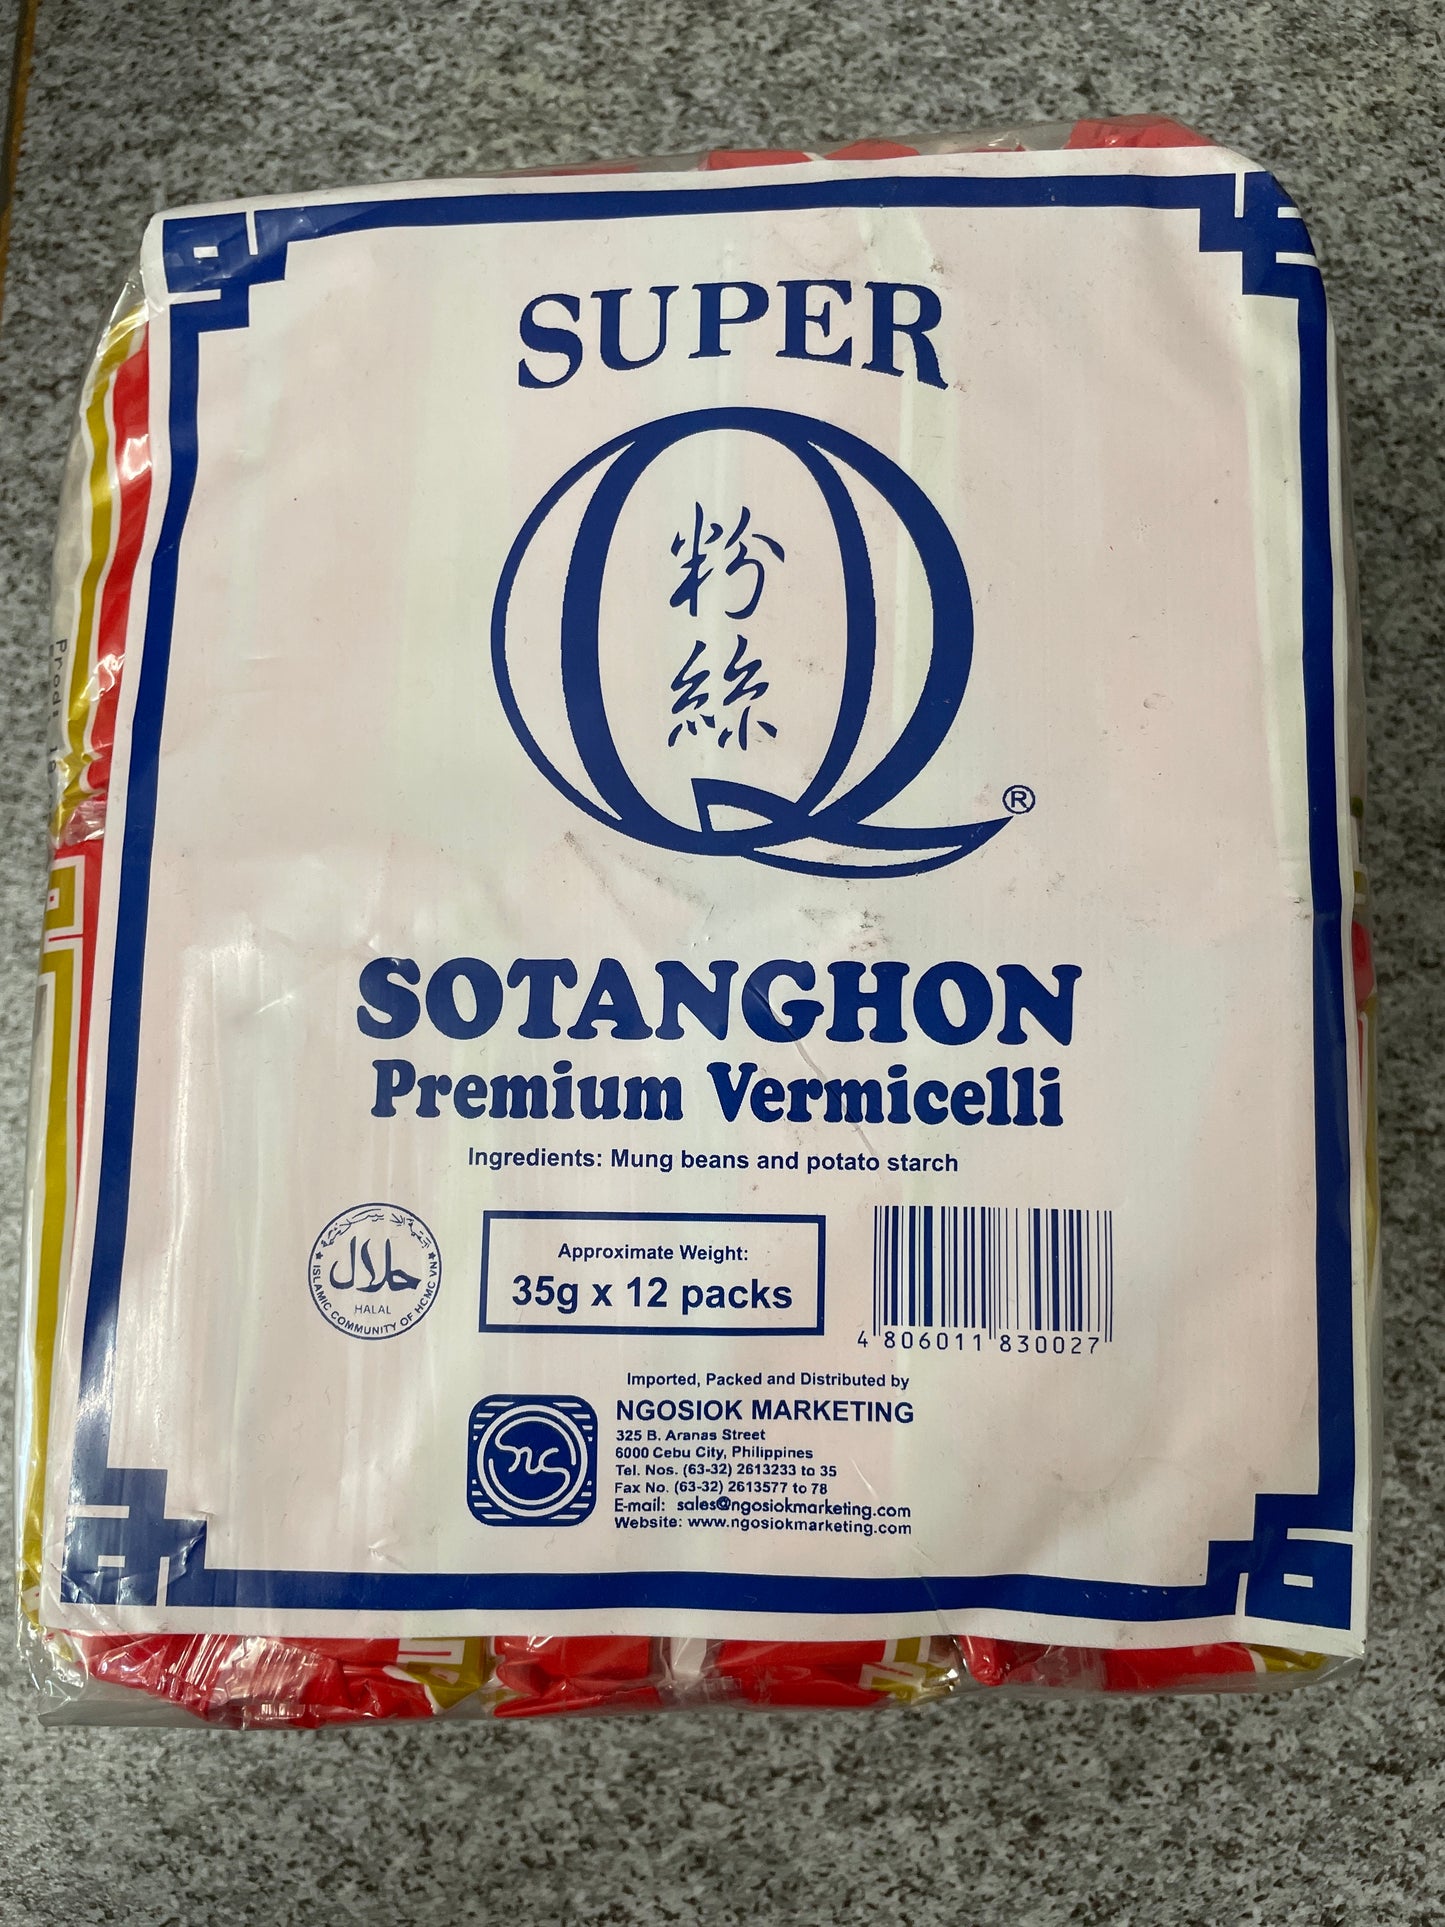 SUPER
Q
粉
絲
®
SOTANGHON
Premium Vermicelli
Ingredients: Mung beans and potato starch
حلال
HALAL
ISLAMIC COMMUNITY OF HCMC VN
Approximate Weight:
35g x 12 packs
4 806011 830027
Imported, Packed and Distributed by
NGOSIOK MARKETING
325 B. Aranas Street
6000 Cebu City, Philippines
Tel. Nos. (63-32) 2613233 to 35
Fax No. (63-32) 2613577 to 78
E-mail: sales@ngosiokmarketing.com
Website: www.ngosiokmarketing.com